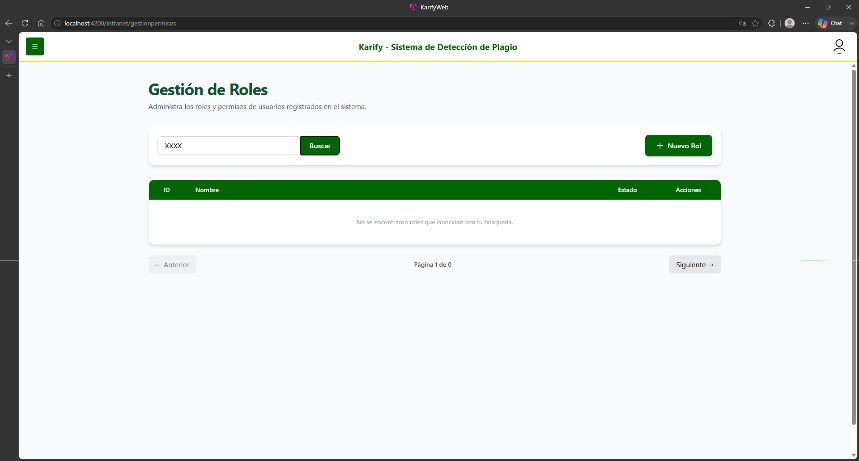 KarifyWeb
localhost:4200/intranet/gestionpermisos
Chat
Karify - Sistema de Detección de Plagio
Gestión de Roles
Administra los roles y permisos de usuarios registrados en el sistema.
XXXX
Buscar
+ Nuevo Rol
ID Nombre Estado Acciones
No se encontraron roles que coincidan con tu búsqueda.
← Anterior
Página 1 de 0
Siguiente →